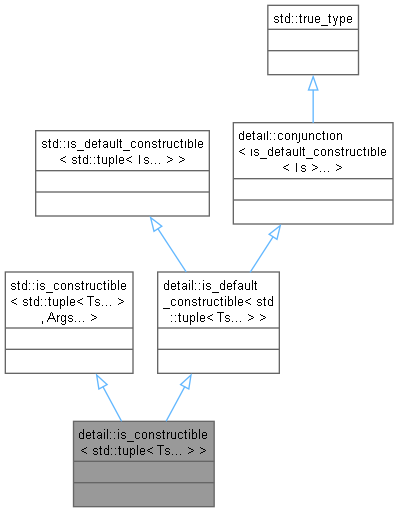 std::true_type
std::is_default_constructible
< std::tuple< Ts... > >
detail::conjunction
< is_default_constructible
< Ts >... >
std::is_constructible
< std::tuple< Ts... >
, Args... >
detail::is_default
_constructible< std
::tuple< Ts... > >
detail::is_constructible
< std::tuple< Ts... > >